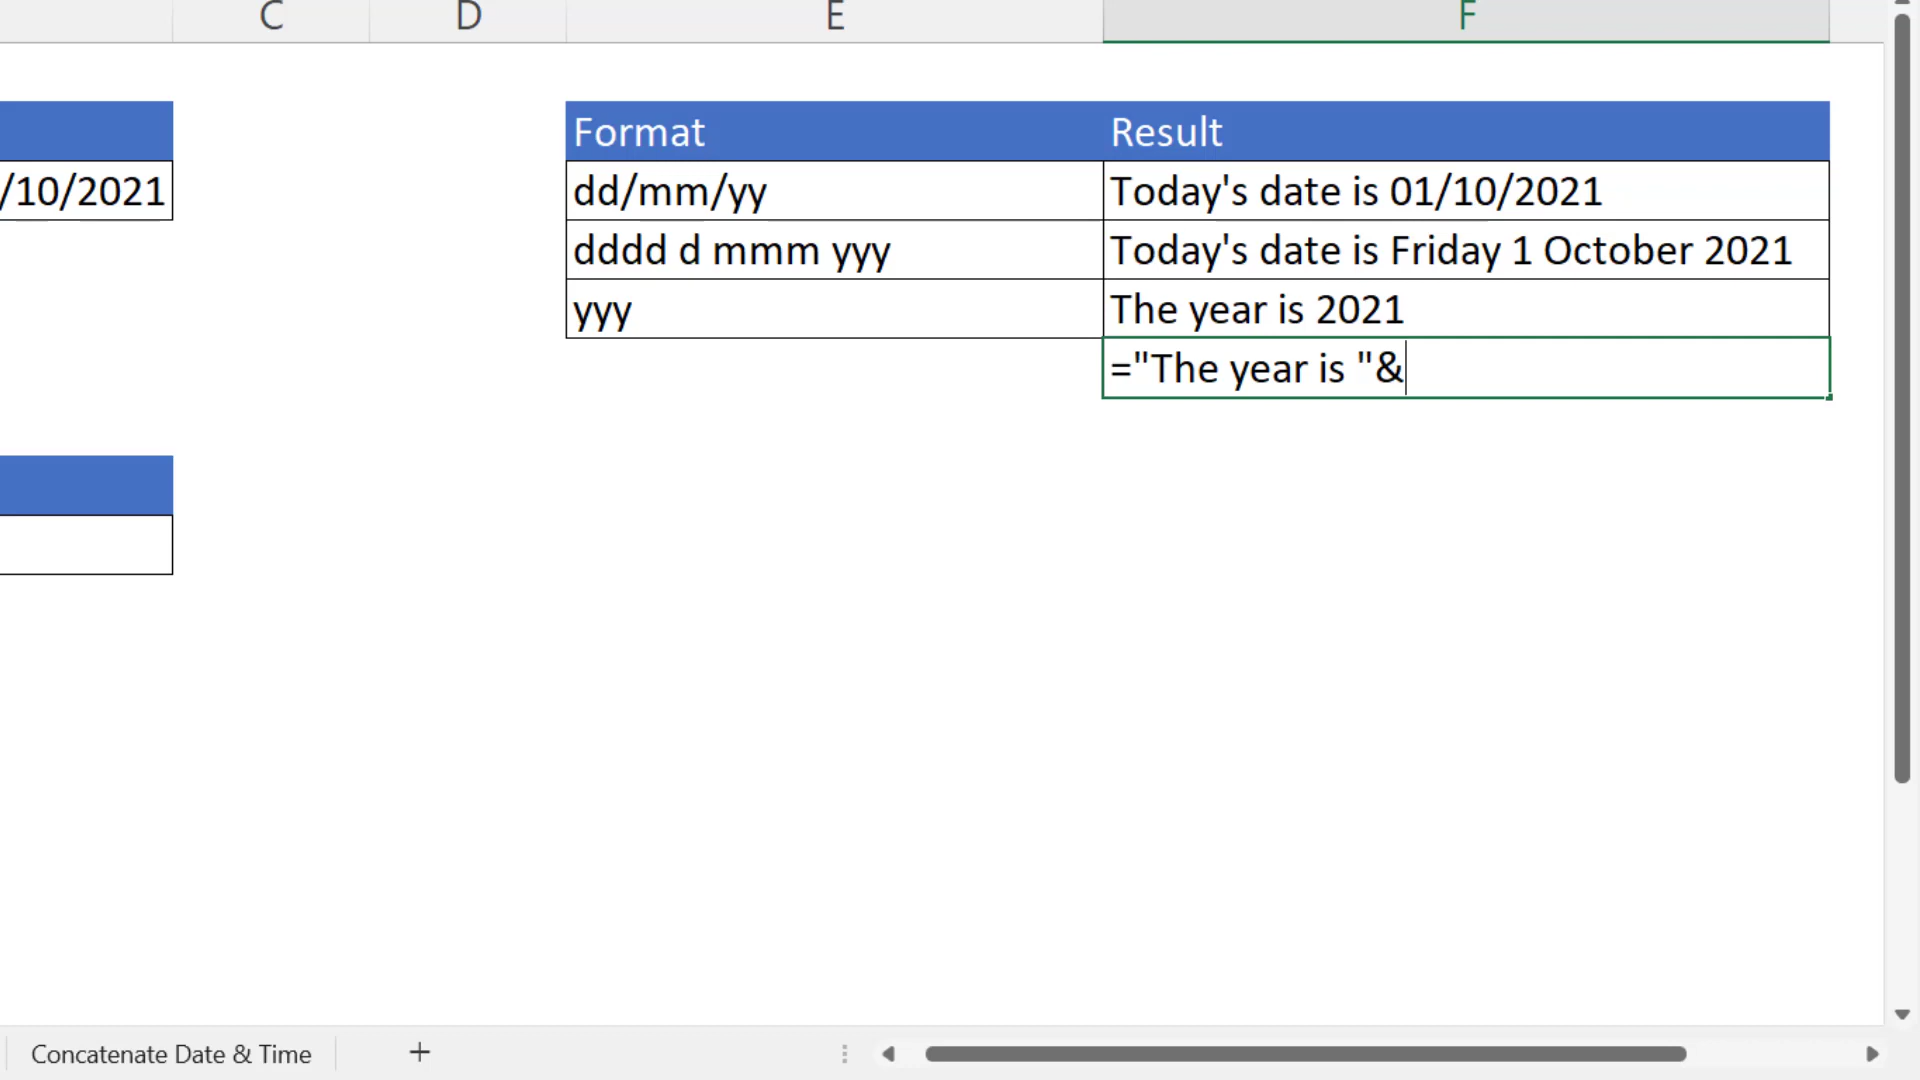 C D E F
Format Result
/10/2021 dd/mm/yy Today's date is 01/10/2021
dddd d mmm yyy Today's date is Friday 1 October 2021
yyy The year is 2021
="The year is "&
Concatenate Date & Time +